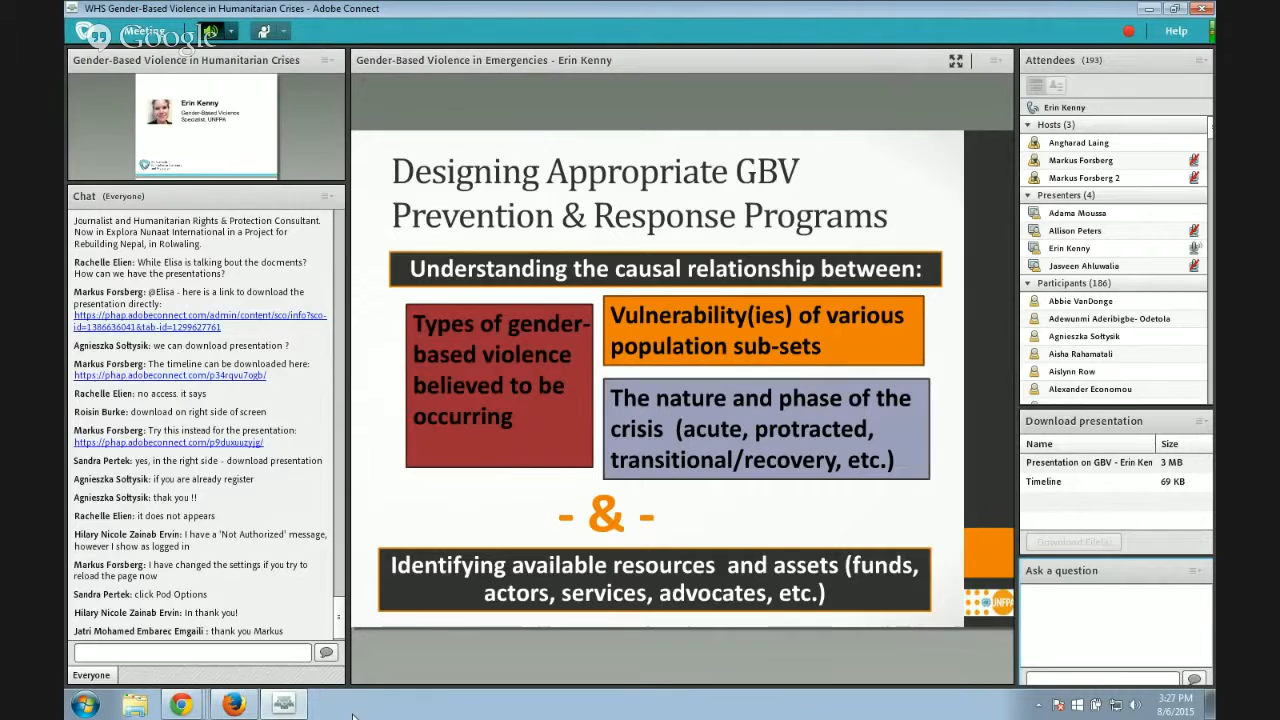 WHS Gender-Based Violence in Humanitarian Crises - Adobe Connect
Meeting
Google
Help
Gender-Based Violence in Humanitarian Crises
Erin Kenny
Gender-Based Violence
Specialist, UNFPA
Chat (Everyone)
Journalist and Humanitarian Rights & Protection Consultant.
Now in Explora Nunaat International in a Project for
Rebuilding Nepal, in Rolwaling.
Rachelle Elien: While Elisa is talking bout the docments?
How can we have the presentations?
Markus Forsberg: @Elisa - here is a link to download the
presentation directly:
https://phap.adobeconnect.com/admin/content/sco/info?sco-
id=1386636041&tab-id=1299627761
Agnieszka Sołtysik: we can download presentation ?
Markus Forsberg: The timeline can be downloaded here:
https://phap.adobeconnect.com/p34rqvu7ogb/
Rachelle Elien: no access. it says
Roisin Burke: download on right side of screen
Markus Forsberg: Try this instead for the presentation:
https://phap.adobeconnect.com/p9duxuuzyjg/
Sandra Pertek: yes, in the right side - download presentation
Agnieszka Sołtysik: if you are already register
Agnieszka Sołtysik: thak you !!
Rachelle Elien: it does not appears
Hilary Nicole Zainab Ervin: I have a 'Not Authorized' message,
however I show as logged in
Markus Forsberg: I have changed the settings if you try to
reload the page now
Sandra Pertek: click Pod Options
Hilary Nicole Zainab Ervin: In thank you!
Jatri Mohamed Embarec Emgaili : thank you Markus
Everyone
Gender-Based Violence in Emergencies - Erin Kenny
Designing Appropriate GBV
Prevention & Response Programs
Understanding the causal relationship between:
Types of gender-
based violence
believed to be
occurring
Vulnerability(ies) of various
population sub-sets
The nature and phase of the
crisis (acute, protracted,
transitional/recovery, etc.)
- & -
Identifying available resources and assets (funds,
actors, services, advocates, etc.)
UNFPA
Attendees (193)
Erin Kenny
Hosts (3)
Angharad Laing
Markus Forsberg
Markus Forsberg 2
Presenters (4)
Adama Moussa
Allison Peters
Erin Kenny
Jasveen Ahluwalia
Participants (186)
Abbie VanDonge
Adewunmi Aderibigbe- Odetola
Agnieszka Sołtysik
Aisha Rahamatali
Aislynn Row
Alexander Economou
Download presentation
Name Size
Presentation on GBV - Erin Ken 3 MB
Timeline 69 KB
Download File(s)
Ask a question
3:27 PM
8/6/2015